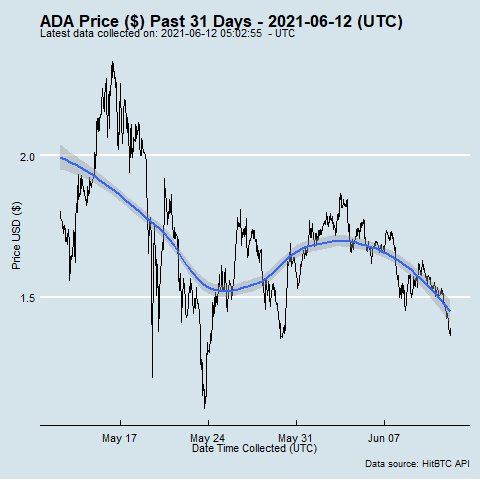 ADA Price ($) Past 31 Days - 2021-06-12 (UTC)
Latest data collected on: 2021-06-12 05:02:55  - UTC
2.0
1.5
Price USD ($)
May 17
May 24
May 31
Jun 07
Date Time Collected (UTC)
Data source: HitBTC API